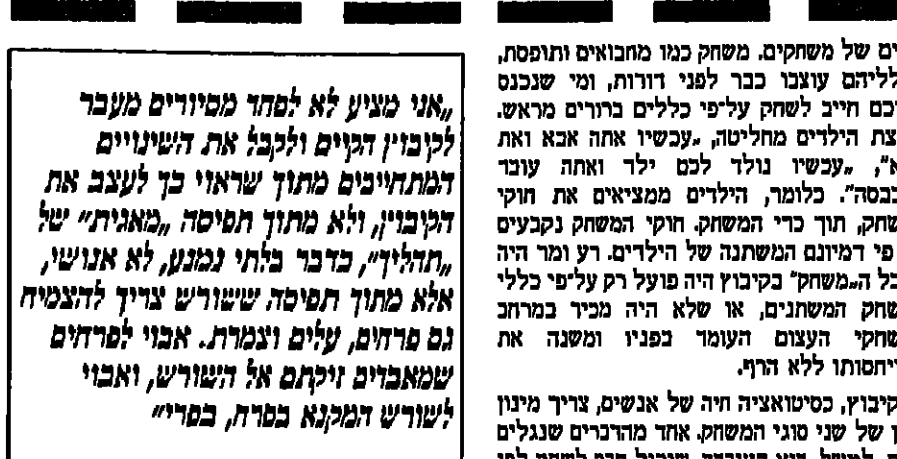 ים של משחקים. משחק כמו מחבואים ותופסת,
ללי​הם עוצבו כבר לפני דורות, ומי שנכנס
כם חייב לשחק על־פי כללים ברורים מראש.
צת הילדים מחליטה, „עכשיו אתה אבא ואת
א", „עכשיו נולד לכם ילד ואתה עובד
בבסה". כלומר, הילדים ממציאים את חוקי
שחק, תוך כדי המשחק. חוקי המשחק נקבעים
פי דמיונם המשתנה של הילדים. רע ומר היה
כל ה„משחק" בקיבוץ היה פועל רק על־פי כללי
שחק המשתנים, או שלא היה מכיר במרחב
שחקי העצום העומד בפניו ומשנה את
יחסותו ללא הרף.
קיבוץ, כסיטואציה חיה של אנשים, צריך מינון
ן של שני סוגי המשחק. אחד מהדברים שנגלים
„אני מציע לא לפחד מסיורים מעבר
לקיבוץ הקיים ולקבל את השינויים
המתחייבים מתוך שראוי כך לעצב את
הקיבוץ, ולא מתוך תפיסה „מאגית" של
„תהליך", כדבר בלתי נמנע, לא אנושי,
אלא מתוך תפיסה ששורש צריך להצמיח
גם פרחים, עלים וצמרת. אבוי לפרחים
שמאבדים זיקתם אל השורש, ואבוי
לשורש המקנא בפרח, בפרי"